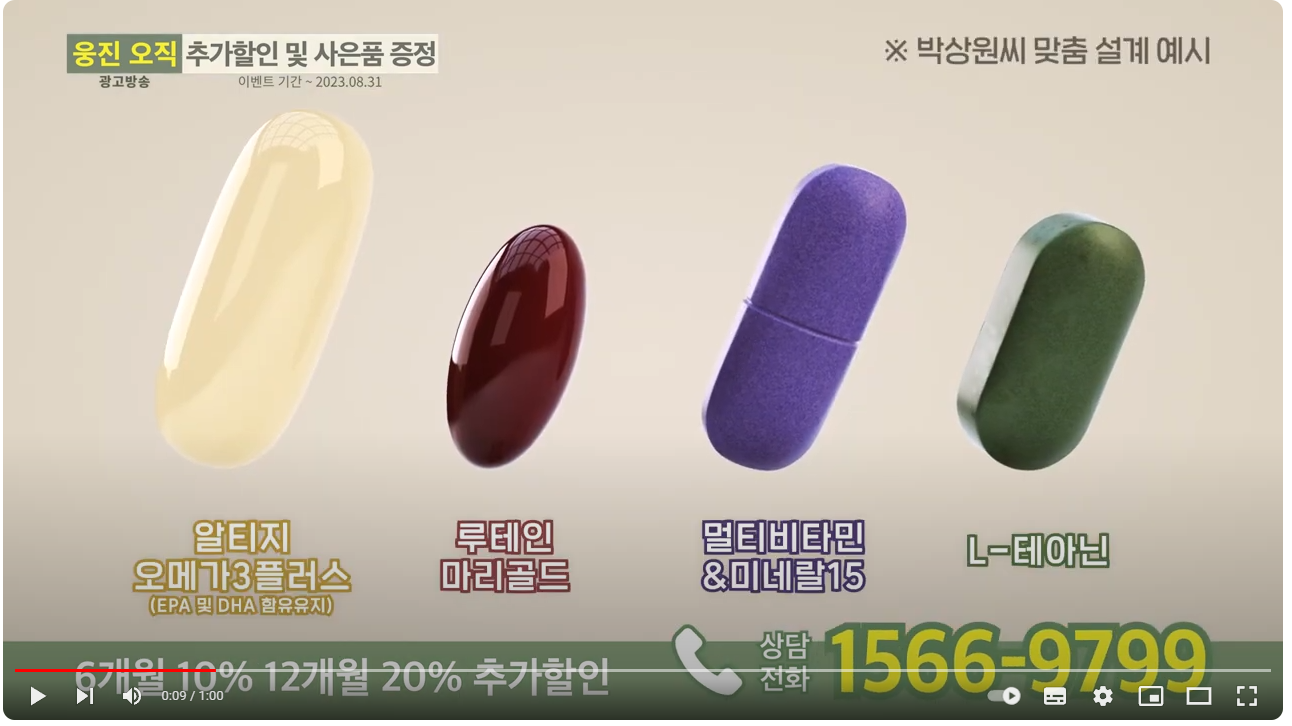 웅진 오직 추가할인 및 사은품 증정
광고방송 이벤트 기간 ~ 2023.08.31
※ 박상원씨 맞춤 설계 예시
알티지
오메가3플러스
(EPA 및 DHA 함유유지)
루테인
마리골드
멀티비타민
&미네랄15
L-테아닌
6개월 10% 12개월 20% 추가할인
상담
전화
1566-9799
0:09 / 1:00